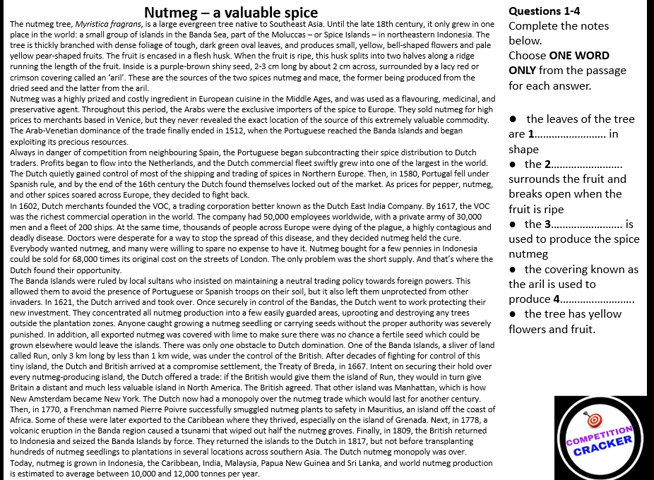 Nutmeg – a valuable spice
The nutmeg tree, Myristica fragrans, is a large evergreen tree native to Southeast Asia. Until the late 18th century, it only grew in one
place in the world: a small group of islands in the Banda Sea, part of the Moluccas – or Spice Islands – in northeastern Indonesia. The
tree is thickly branched with dense foliage of tough, dark green oval leaves, and produces small, yellow, bell-shaped flowers and pale
yellow pear-shaped fruits. The fruit is encased in a flesh husk. When the fruit is ripe, this husk splits into two halves along a ridge
running the length of the fruit. Inside is a purple-brown shiny seed, 2-3 cm long by about 2 cm across, surrounded by a lacy red or
crimson covering called an 'aril'. These are the sources of the two spices nutmeg and mace, the former being produced from the
dried seed and the latter from the aril.
Nutmeg was a highly prized and costly ingredient in European cuisine in the Middle Ages, and was used as a flavouring, medicinal, and
preservative agent. Throughout this period, the Arabs were the exclusive importers of the spice to Europe. They sold nutmeg for high
prices to merchants based in Venice, but they never revealed the exact location of the source of this extremely valuable commodity.
The Arab-Venetian dominance of the trade finally ended in 1512, when the Portuguese reached the Banda Islands and began
exploiting its precious resources.
Always in danger of competition from neighbouring Spain, the Portuguese began subcontracting their spice distribution to Dutch
traders. Profits began to flow into the Netherlands, and the Dutch commercial fleet swiftly grew into one of the largest in the world.
The Dutch quietly gained control of most of the shipping and trading of spices in Northern Europe. Then, in 1580, Portugal fell under
Spanish rule, and by the end of the 16th century the Dutch found themselves locked out of the market. As prices for pepper, nutmeg,
and other spices soared across Europe, they decided to fight back.
In 1602, Dutch merchants founded the VOC, a trading corporation better known as the Dutch East India Company. By 1617, the VOC
was the richest commercial operation in the world. The company had 50,000 employees worldwide, with a private army of 30,000
men and a fleet of 200 ships. At the same time, thousands of people across Europe were dying of the plague, a highly contagious and
deadly disease. Doctors were desperate for a way to stop the spread of this disease, and they decided nutmeg held the cure.
Everybody wanted nutmeg, and many were willing to spare no expense to have it. Nutmeg bought for a few pennies in Indonesia
could be sold for 68,000 times its original cost on the streets of London. The only problem was the short supply. And that's where the
Dutch found their opportunity.
The Banda Islands were ruled by local sultans who insisted on maintaining a neutral trading policy towards foreign powers. This
allowed them to avoid the presence of Portuguese or Spanish troops on their soil, but it also left them unprotected from other
invaders. In 1621, the Dutch arrived and took over. Once securely in control of the Bandas, the Dutch went to work protecting their
new investment. They concentrated all nutmeg production into a few easily guarded areas, uprooting and destroying any trees
outside the plantation zones. Anyone caught growing a nutmeg seedling or carrying seeds without the proper authority was severely
punished. In addition, all exported nutmeg was covered with lime to make sure there was no chance a fertile seed which could be
grown elsewhere would leave the islands. There was only one obstacle to Dutch domination. One of the Banda Islands, a sliver of land
called Run, only 3 km long by less than 1 km wide, was under the control of the British. After decades of fighting for control of this
tiny island, the Dutch and British arrived at a compromise settlement, the Treaty of Breda, in 1667. Intent on securing their hold over
every nutmeg-producing island, the Dutch offered a trade: if the British would give them the island of Run, they would in turn give
Britain a distant and much less valuable island in North America. The British agreed. That other island was Manhattan, which is how
New Amsterdam became New York. The Dutch now had a monopoly over the nutmeg trade which would last for another century.
Then, in 1770, a Frenchman named Pierre Poivre successfully smuggled nutmeg plants to safety in Mauritius, an island off the coast of
Africa. Some of these were later exported to the Caribbean where they thrived, especially on the island of Grenada. Next, in 1778, a
volcanic eruption in the Banda region caused a tsunami that wiped out half the nutmeg groves. Finally, in 1809, the British returned
to Indonesia and seized the Banda Islands by force. They returned the islands to the Dutch in 1817, but not before transplanting
hundreds of nutmeg seedlings to plantations in several locations across southern Asia. The Dutch nutmeg monopoly was over.
Today, nutmeg is grown in Indonesia, the Caribbean, India, Malaysia, Papua New Guinea and Sri Lanka, and world nutmeg production
is estimated to average between 10,000 and 12,000 tonnes per year.
Questions 1-4
Complete the notes
below.
Choose ONE WORD
ONLY from the passage
for each answer.
● the leaves of the tree
are 1......................... in
shape
● the 2.........................
surrounds the fruit and
breaks open when the
fruit is ripe
● the 3......................... is
used to produce the spice
nutmeg
● the covering known as
the aril is used to
produce 4.........................
● the tree has yellow
flowers and fruit.
COMPETITION
CRACKER